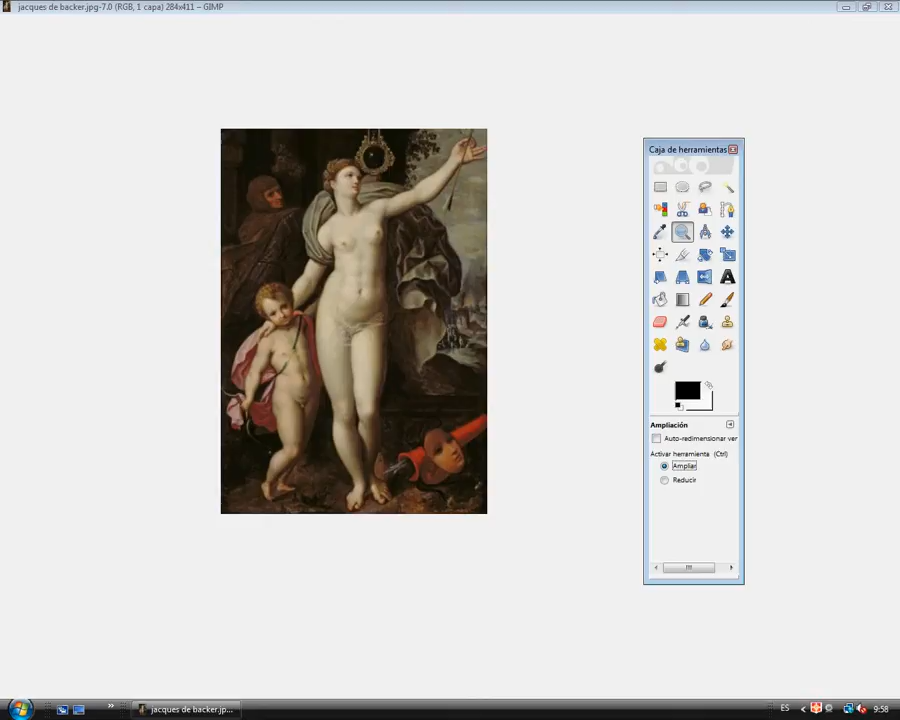 jacques de backer.jpg-7.0 (RGB, 1 capa) 284x411 – GIMP
Caja de herramientas
Ampliación
Auto-redimensionar ven
Activar herramienta (Ctrl)
Ampliar
Reducir
jacques de backer.jp...
ES
9:58